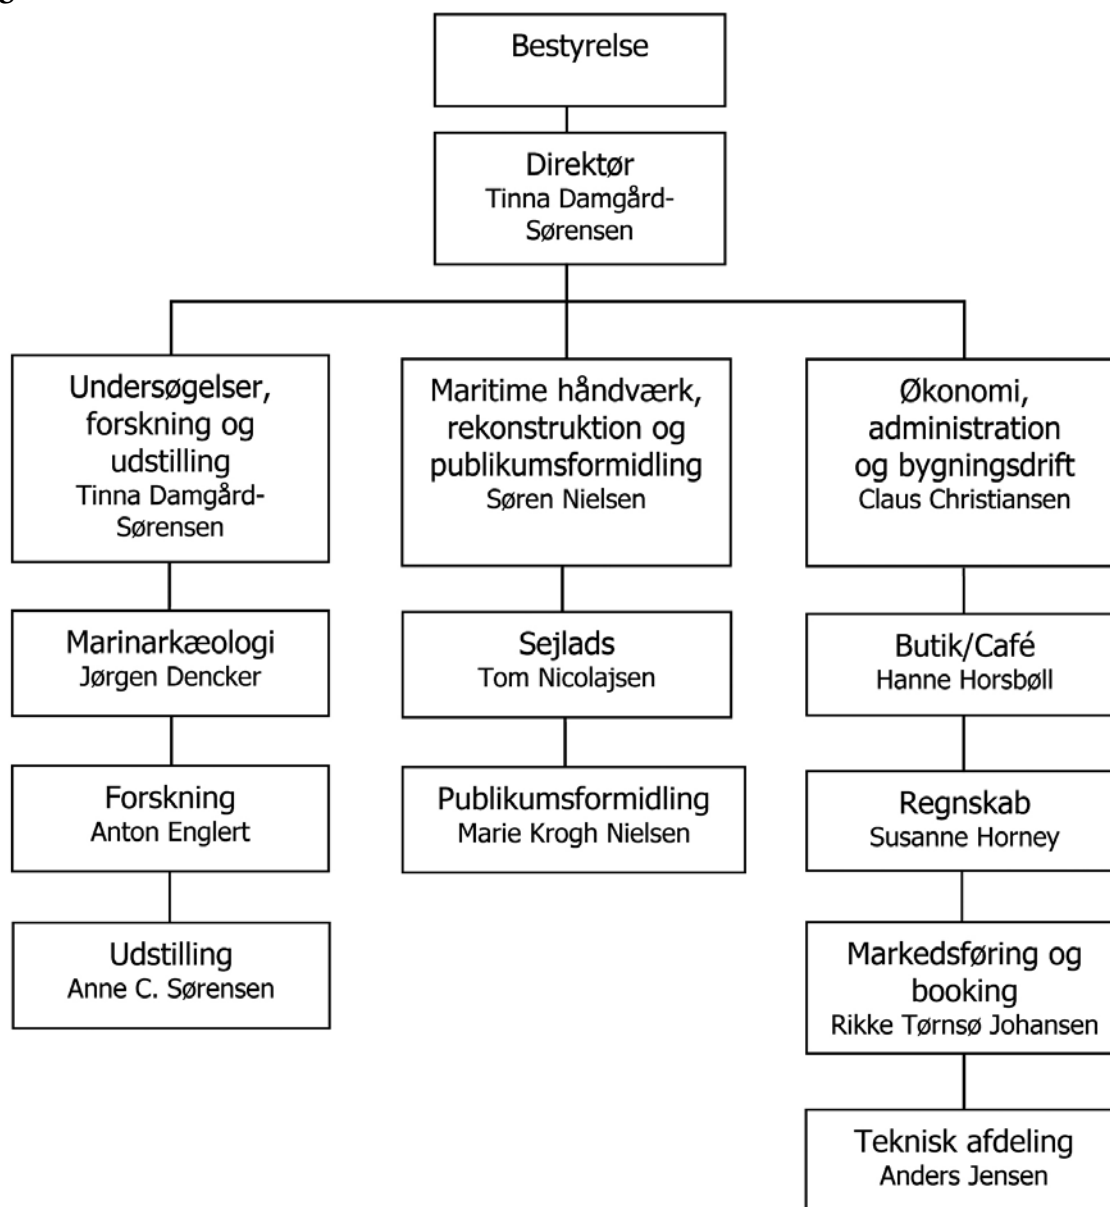 Bestyrelse
Direktør
Tinna Damgård-
Sørensen
Undersøgelser,
forskning og
udstilling
Tinna Damgård-
Sørensen
Marinarkæologi
Jørgen Dencker
Forskning
Anton Englert
Udstilling
Anne C. Sørensen
Maritime håndværk,
rekonstruktion og
publikumsformidling
Søren Nielsen
Sejlads
Tom Nicolajsen
Publikumsformidling
Marie Krogh Nielsen
Økonomi,
administration
og bygningsdrift
Claus Christiansen
Butik/Café
Hanne Horsbøll
Regnskab
Susanne Horney
Markedsføring og
booking
Rikke Tørnsø Johansen
Teknisk afdeling
Anders Jensen